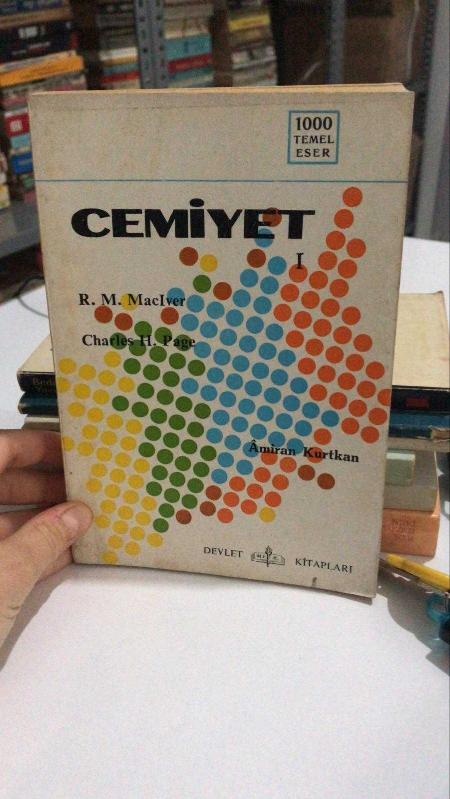 1000
TEMEL
ESER
CEMİYET
I
R. M. MacIver
Charles H. Page
Âmiran Kurtkan
DEVLET KİTAPLARI